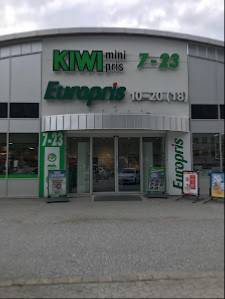 KIWI mini pris 7-23
Europris 10-20 (18)
7-23
Europris